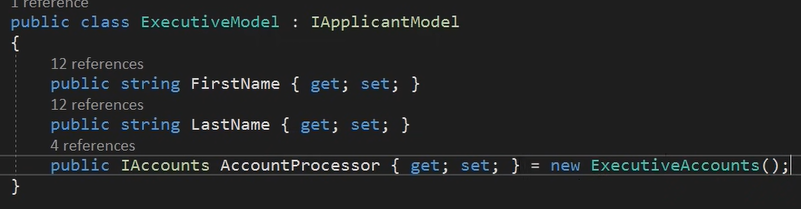 1 reference
public class ExecutiveModel : IApplicantModel
{
12 references
public string FirstName { get; set; }
12 references
public string LastName { get; set; }
4 references
public IAccounts AccountProcessor { get; set; } = new ExecutiveAccounts();
}